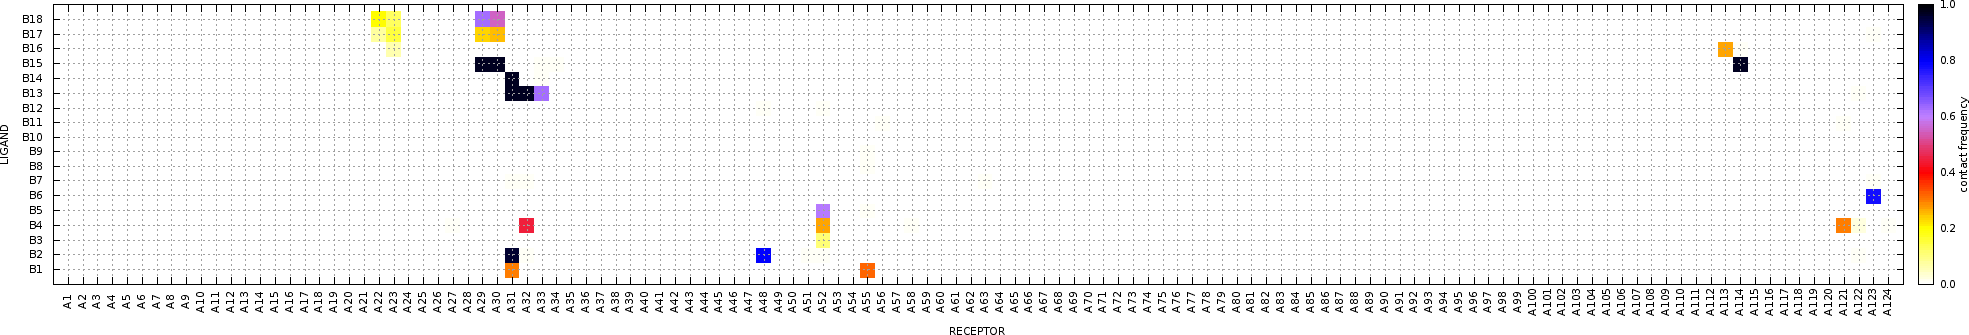 B18
B17
B16
B15
B14
B13
B12
B11
B10
B9
B8
B7
B6
B5
B4
B3
B2
B1
LIGAND
A1 A2 A3 A4 A5 A6 A7 A8 A9 A10 A11 A12 A13 A14 A15 A16 A17 A18 A19 A20 A21 A22 A23 A24 A25 A26 A27 A28 A29 A30 A31 A32 A33 A34 A35 A36 A37 A38 A39 A40 A41 A42 A43 A44 A45 A46 A47 A48 A49 A50 A51 A52 A53 A54 A55 A56 A57 A58 A59 A60 A61 A62 A63 A64 A65 A66 A67 A68 A69 A70 A71 A72 A73 A74 A75 A76 A77 A78 A79 A80 A81 A82 A83 A84 A85 A86 A87 A88 A89 A90 A91 A92 A93 A94 A95 A96 A97 A98 A99 A100 A101 A102 A103 A104 A105 A106 A107 A108 A109 A110 A111 A112 A113 A114 A115 A116 A117 A118 A119 A120 A121 A122 A123 A124
RECEPTOR
1.0
0.8
0.6
0.4
0.2
0.0
contact frequency